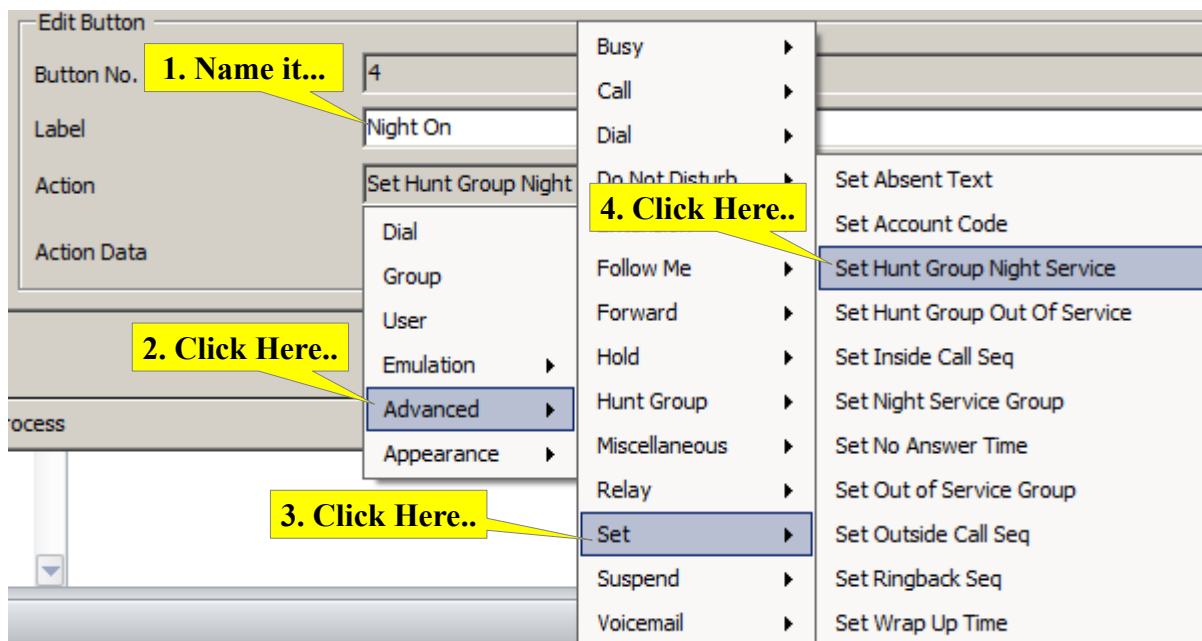 Edit Button
Button No.
1. Name it...
4
Label
Night On
Action
Set Hunt Group Night
Action Data
Dial
Group
User
2. Click Here..
Emulation
Advanced
Appearance
rocess
3. Click Here..
Busy
Call
Dial
Do Not Disturb
4. Click Here..
Follow Me
Forward
Hold
Hunt Group
Miscellaneous
Relay
Set
Suspend
Voicemail
Set Absent Text
Set Account Code
Set Hunt Group Night Service
Set Hunt Group Out Of Service
Set Inside Call Seq
Set Night Service Group
Set No Answer Time
Set Out of Service Group
Set Outside Call Seq
Set Ringback Seq
Set Wrap Up Time